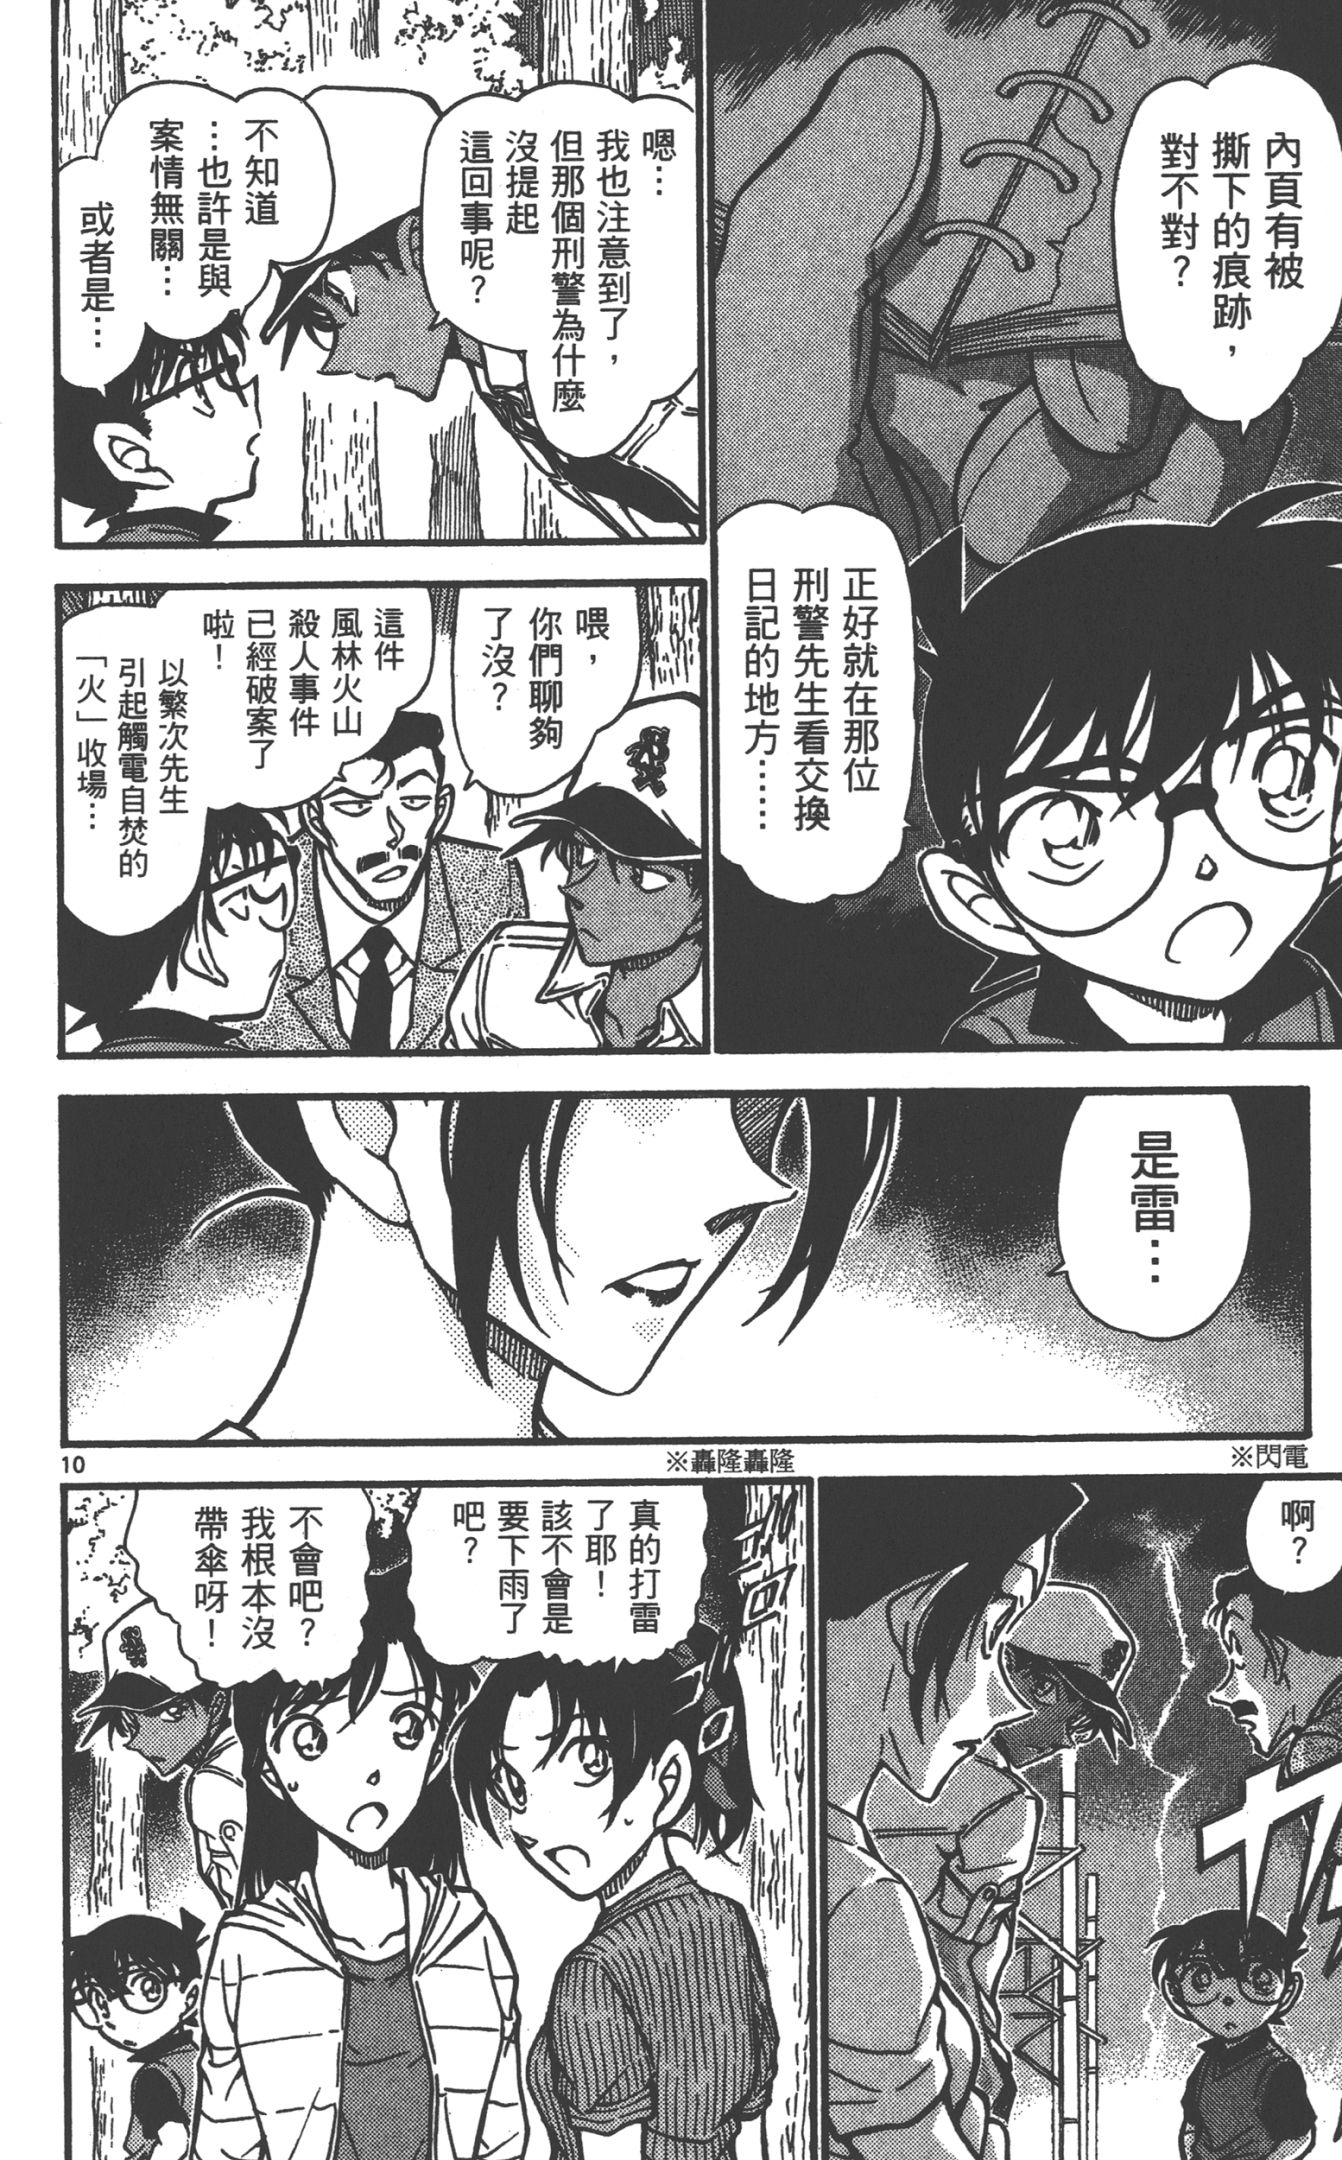 內頁有被
撕下的痕跡，
對不對？
正好就在那位
刑警先生看交換
日記的地方……
嗯…
我也注意到了，
但那個刑警為什麼
沒提起
這回事呢？
不知道
…也許是與
案情無關…
或者是…
喂，
你們聊夠
了沒？
這件
風林火山
殺人事件
已經破案了
啦！
以繁次先生
引起觸電自焚的
「火」收場…
是雷…
※閃電
啊？
※轟隆轟隆
真的打雷
了耶！
該不會是
要下雨了
吧？
不會吧？
我根本沒
帶傘呀！
10